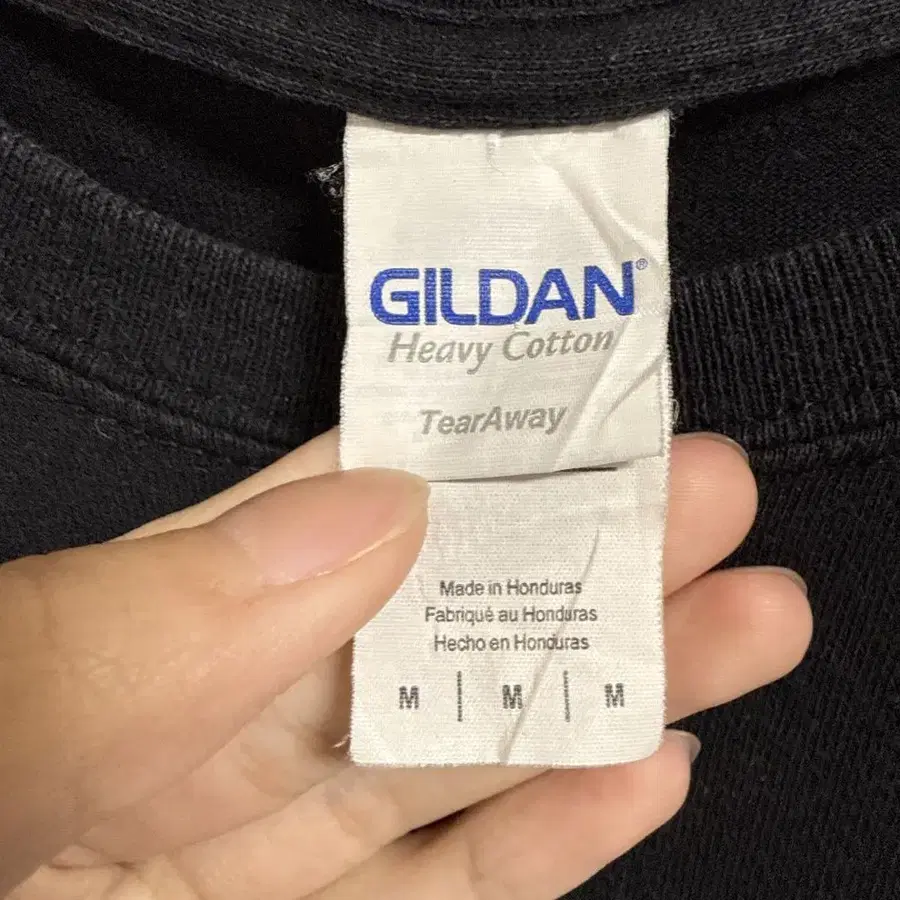 GILDAN®
Heavy Cotton
TearAway
Made in Honduras
Fabriqué au Honduras
Hecho en Honduras
M | M | M